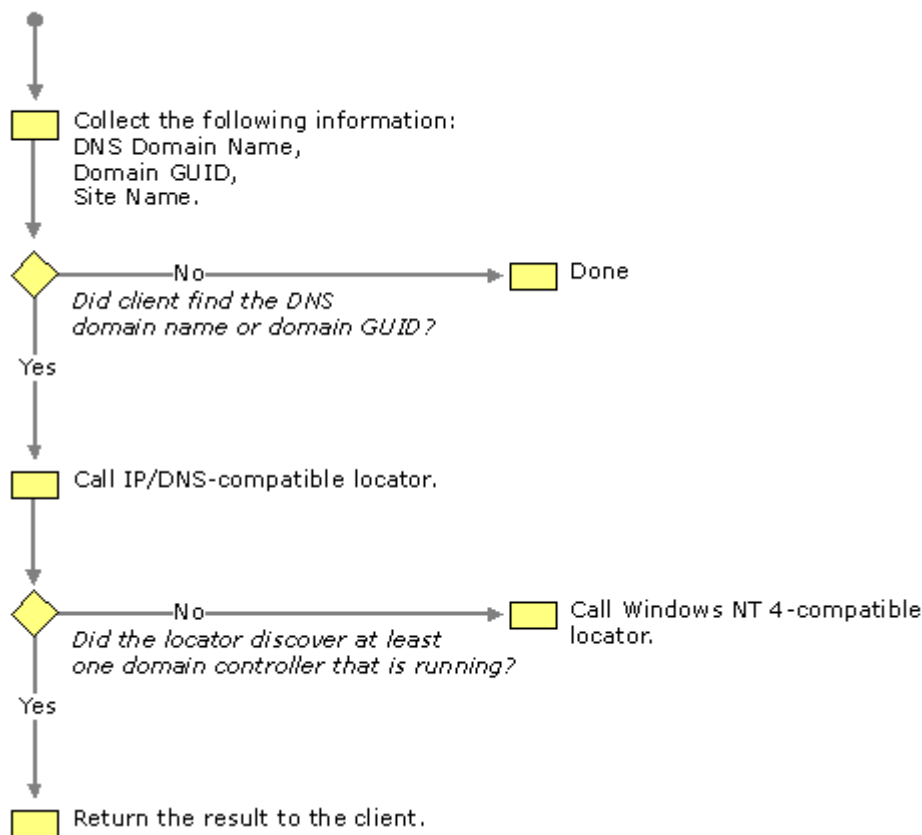 Collect the following information:
DNS Domain Name,
Domain GUID,
Site Name.
No
Done
Did client find the DNS
domain name or domain GUID?
Yes
Call IP/DNS-compatible locator.
No
Call Windows NT 4-compatible
locator.
Did the locator discover at least
one domain controller that is running?
Yes
Return the result to the client.